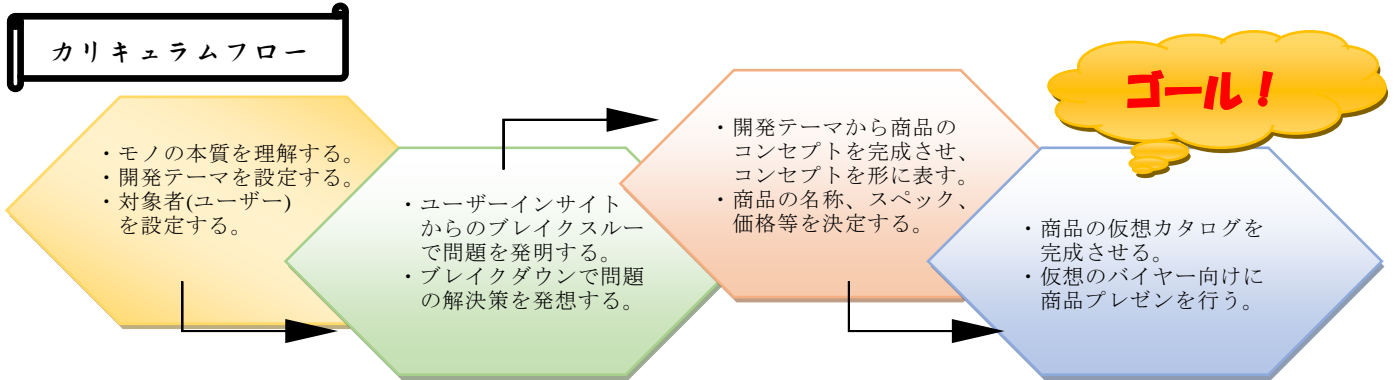 カリキュラムフロー
・モノの本質を理解する。
・開発テーマを設定する。
・対象者(ユーザー)
を設定する。
・ユーザーインサイト
からのブレイクスルー
で問題を発明する。
・ブレイクダウンで問題
の解決策を発想する。
・開発テーマから商品の
コンセプトを完成させ、
コンセプトを形に表す。
・商品の名称、スペック、
価格等を決定する。
ゴール！
・商品の仮想カタログを
完成させる。
・仮想のバイヤー向けに
商品プレゼンを行う。